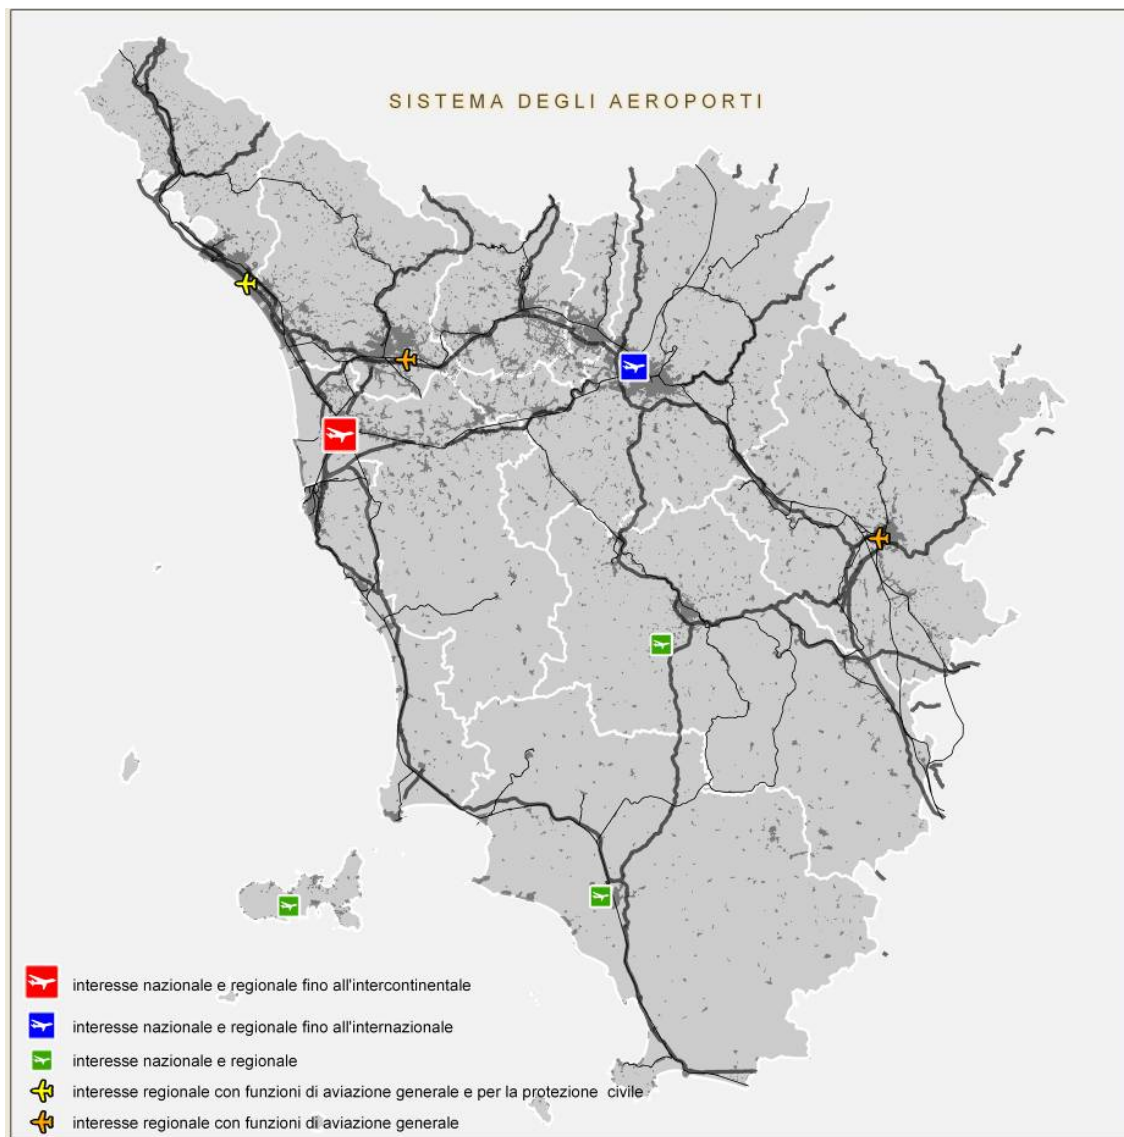 SISTEMA DEGLI AEROPORTI
interesse nazionale e regionale fino all'intercontinentale
interesse nazionale e regionale fino all'internazionale
interesse nazionale e regionale
interesse regionale con funzioni di aviazione generale e per la protezione civile
interesse regionale con funzioni di aviazione generale